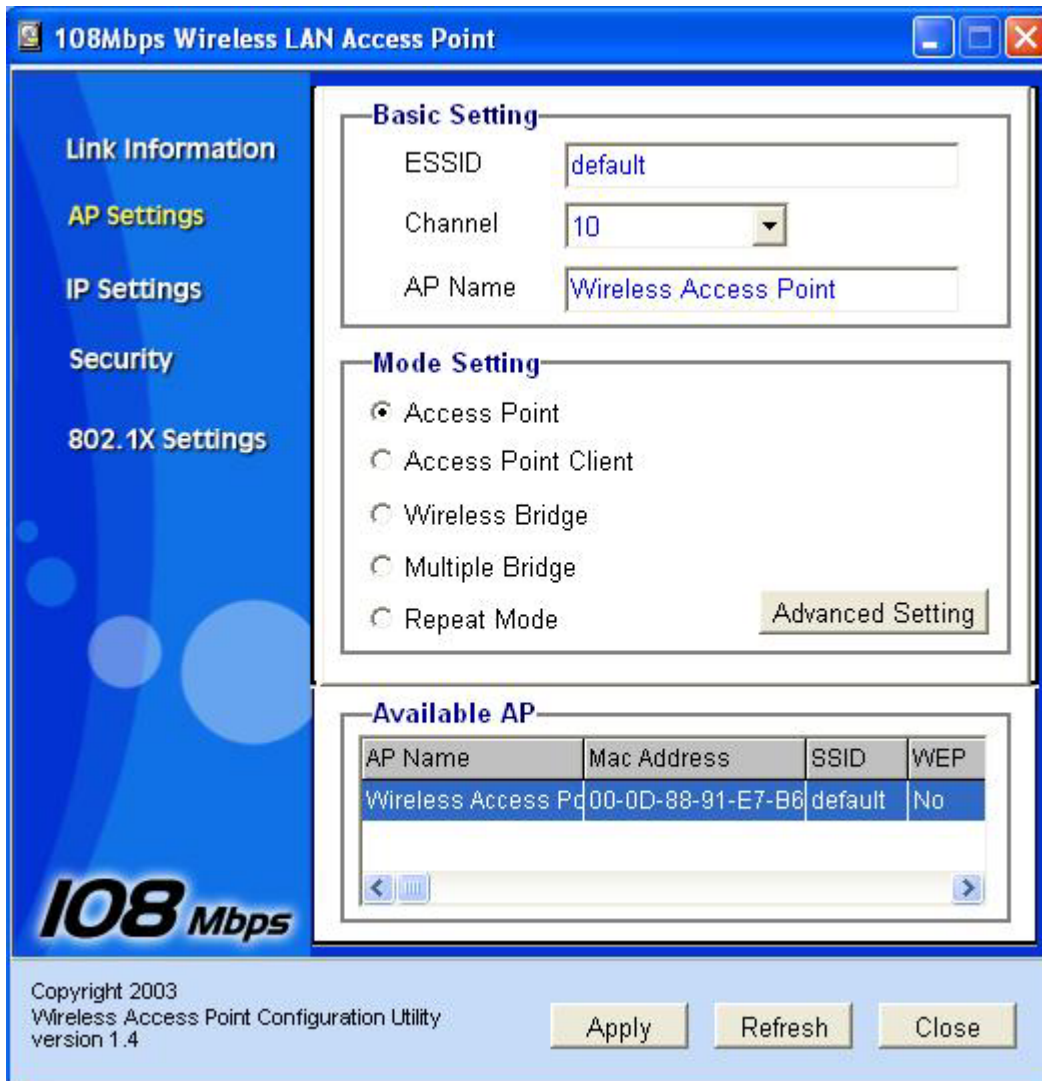 108Mbps Wireless LAN Access Point
Link Information
AP Settings
IP Settings
Security
802.1X Settings
Basic Setting
ESSID default
Channel 10
AP Name Wireless Access Point
Mode Setting
Access Point
Access Point Client
Wireless Bridge
Multiple Bridge
Repeat Mode
Advanced Setting
Available AP
AP Name Mac Address SSID WEP
Wireless Access Po 00-0D-88-91-E7-B6 default No
108 Mbps
Copyright 2003
Wireless Access Point Configuration Utility
version 1.4
Apply Refresh Close